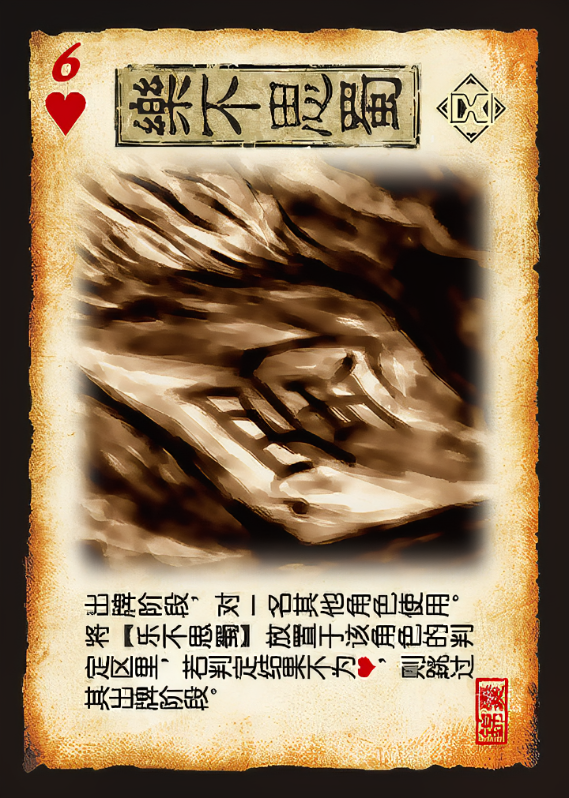 6
樂不思蜀
出牌阶段，对一名其他角色使用。
将【乐不思蜀】放置于该角色的判
定区里，若判定结果不为♥，则跳过
其出牌阶段。